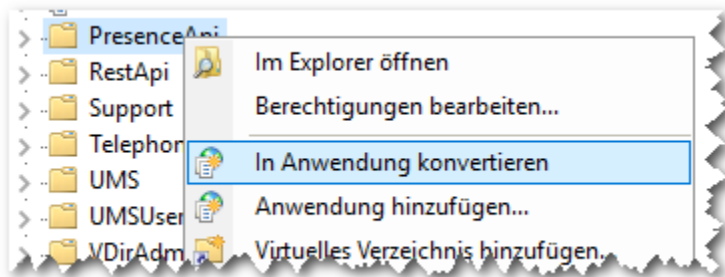 PresenceApi
Im Explorer öffnen
RestApi
Berechtigungen bearbeiten...
Support
Telephon
In Anwendung konvertieren
UMS
Anwendung hinzufügen...
UMSUser
VDirAdm
Virtuelles Verzeichnis hinzufügen.